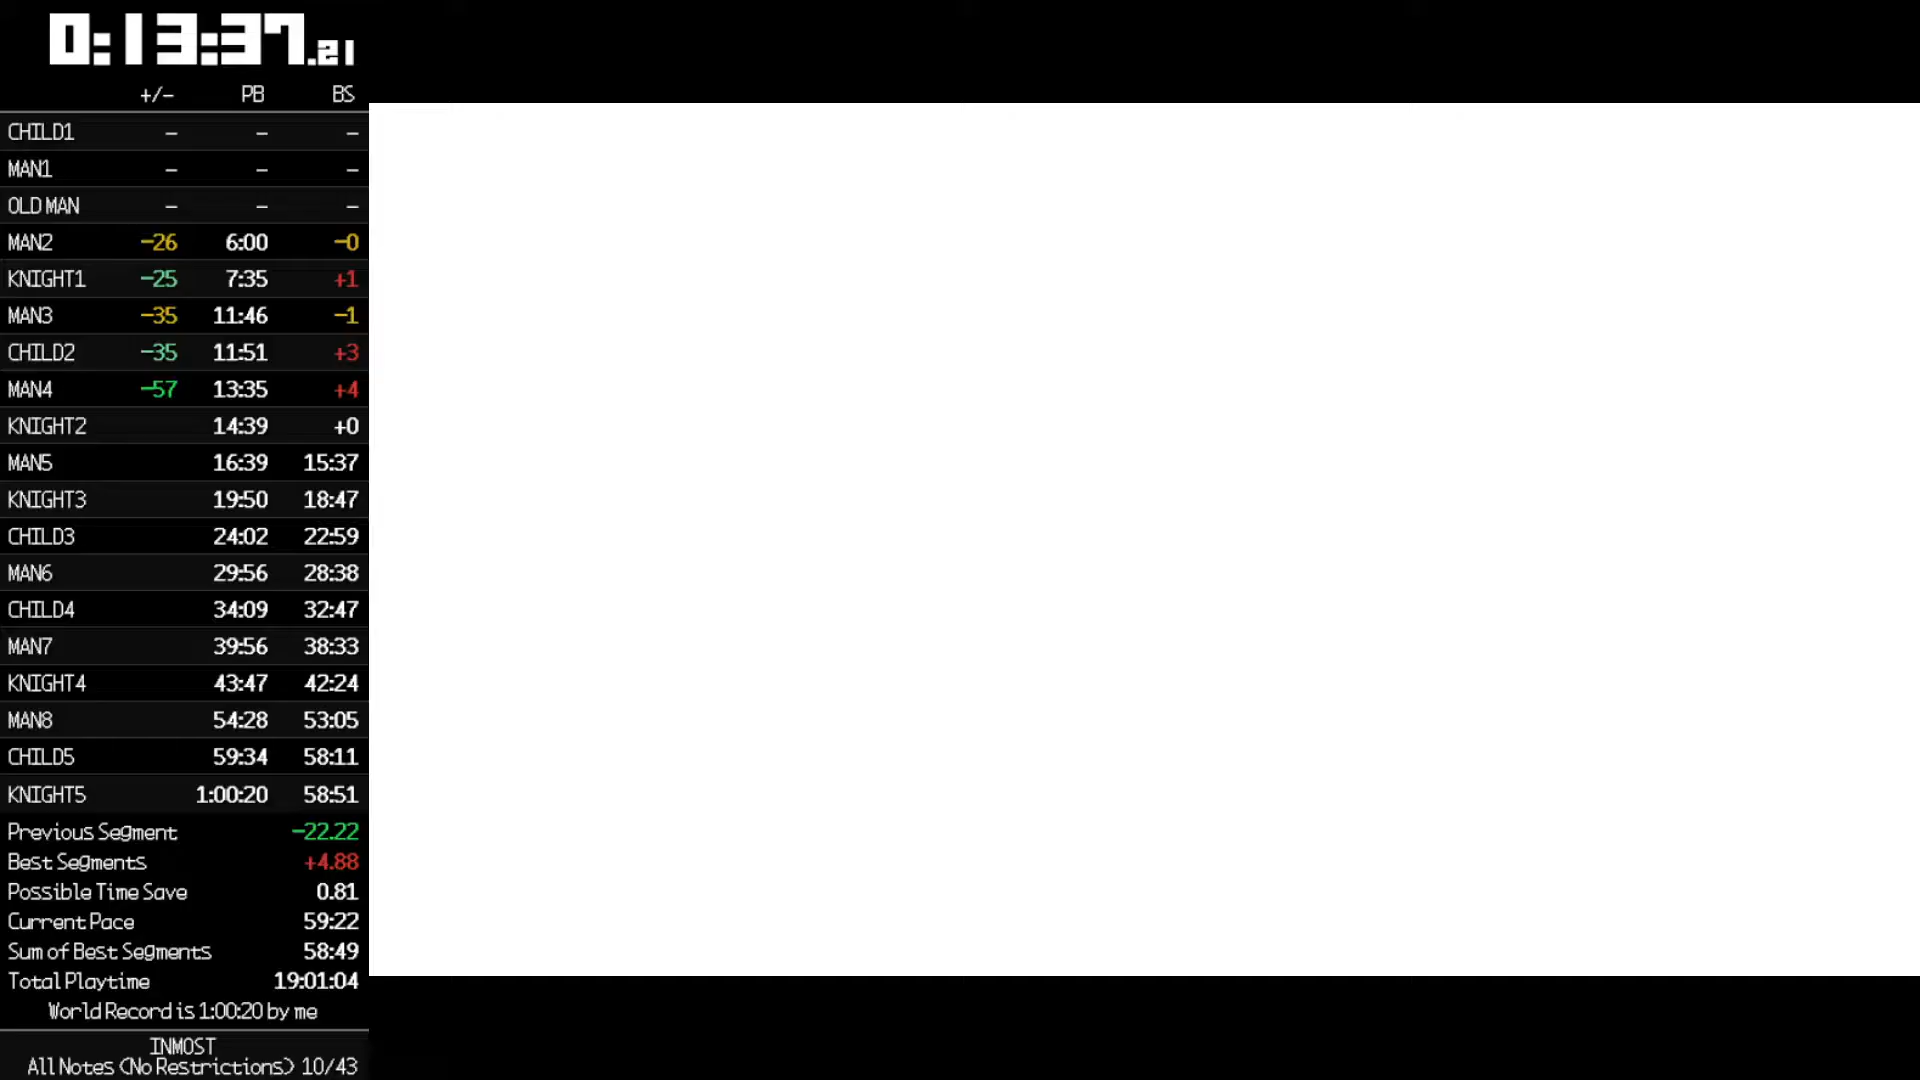 0:13:37.21
+/- PB BS
CHILD1 – – –
MAN1 – – –
OLD MAN – – –
MAN2 −26 6:00 −0
KNIGHT1 −25 7:35 +1
MAN3 −35 11:46 −1
CHILD2 −35 11:51 +3
MAN4 −57 13:35 +4
KNIGHT2 14:39 +0
MAN5 16:39 15:37
KNIGHT3 19:50 18:47
CHILD3 24:02 22:59
MAN6 29:56 28:38
CHILD4 34:09 32:47
MAN7 39:56 38:33
KNIGHT4 43:47 42:24
MAN8 54:28 53:05
CHILD5 59:34 58:11
KNIGHT5 1:00:20 58:51
Previous Segment −22.22
Best Segments +4.88
Possible Time Save 0.81
Current Pace 59:22
Sum of Best Segments 58:49
Total Playtime 19:01:04
World Record is 1:00:20 by me
INMOST
All Notes (No Restrictions) 10/43